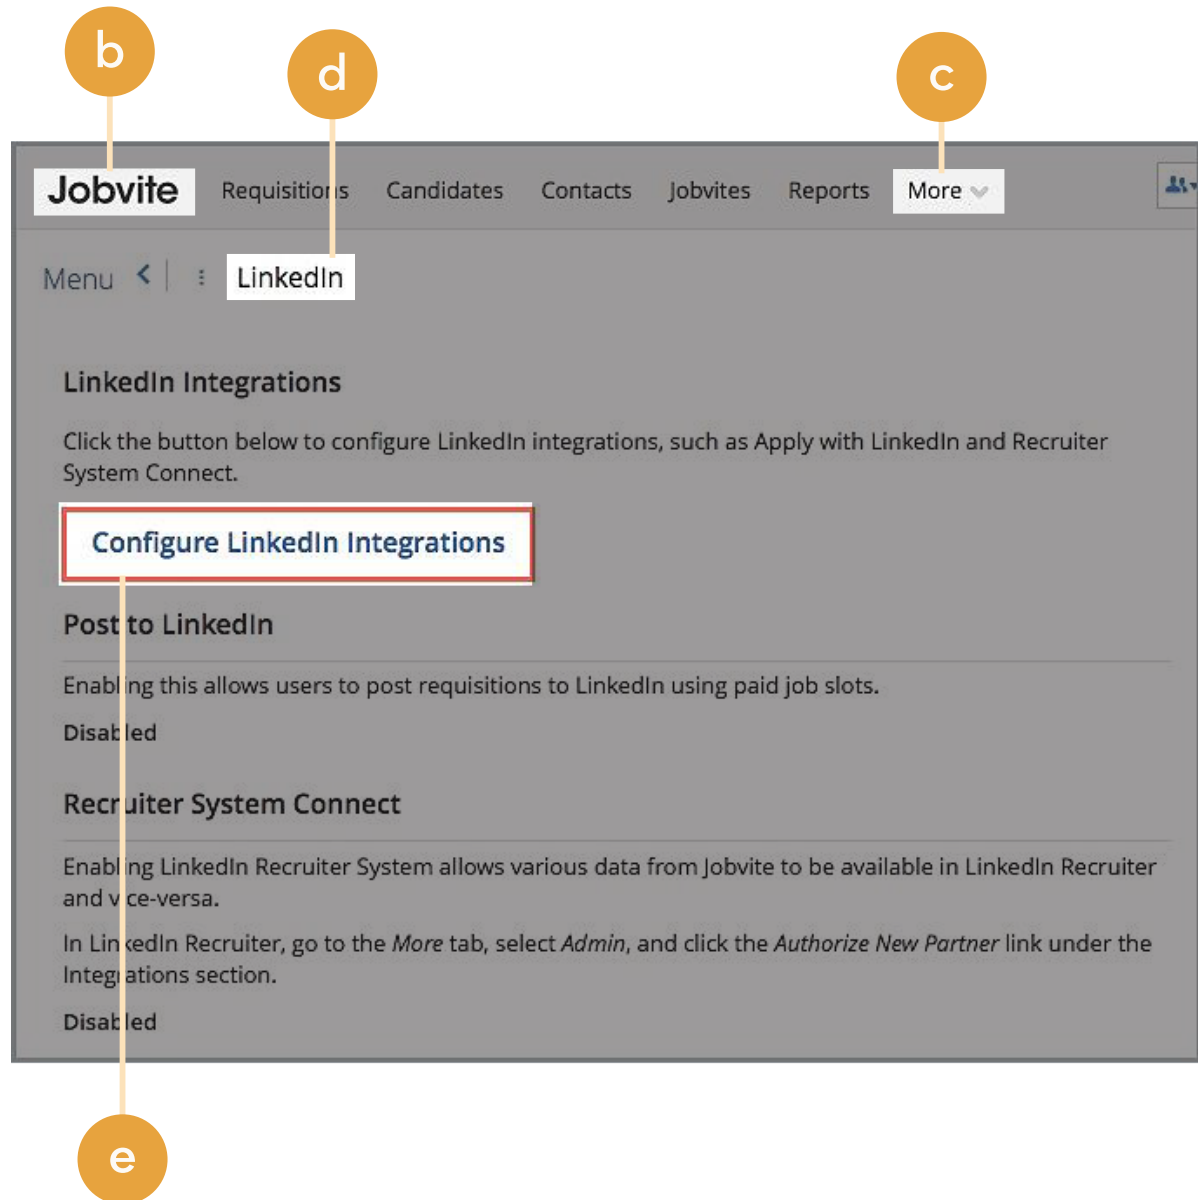 b
d
c
Jobvite Requisitions Candidates Contacts Jobvites Reports More
Menu LinkedIn
LinkedIn Integrations
Click the button below to configure LinkedIn integrations, such as Apply with LinkedIn and Recruiter
System Connect.
Configure LinkedIn Integrations
Post to LinkedIn
Enabling this allows users to post requisitions to LinkedIn using paid job slots.
Disabled
Recruiter System Connect
Enabling LinkedIn Recruiter System allows various data from Jobvite to be available in LinkedIn Recruiter
and vice-versa.
In LinkedIn Recruiter, go to the More tab, select Admin, and click the Authorize New Partner link under the
Integrations section.
Disabled
e